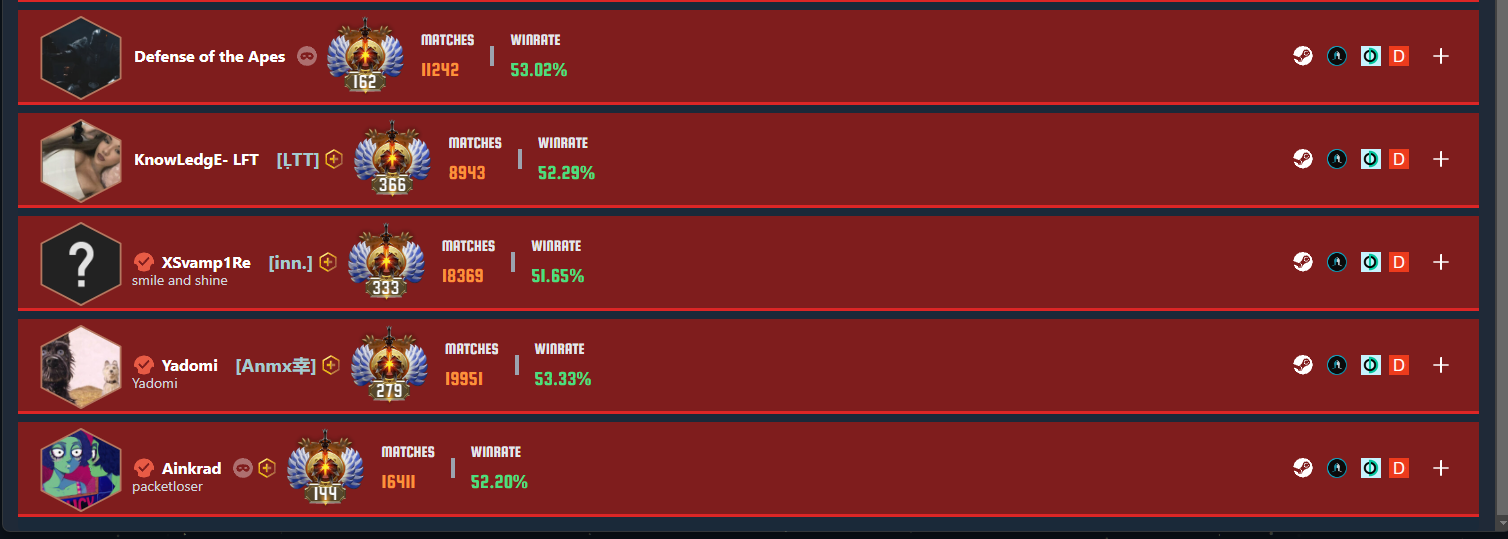 Defense of the Apes
162
MATCHES WINRATE
11242 53.02%
D
KnowLedgE- LFT [ḶTT]
366
MATCHES WINRATE
8943 52.29%
D
?
XSvamp1Re [inn.]
smile and shine
333
MATCHES WINRATE
18369 51.65%
D
Yadomi [Anmx幸]
Yadomi
279
MATCHES WINRATE
19951 53.33%
D
Ainkrad
packetloser
144
MATCHES WINRATE
16411 52.20%
D